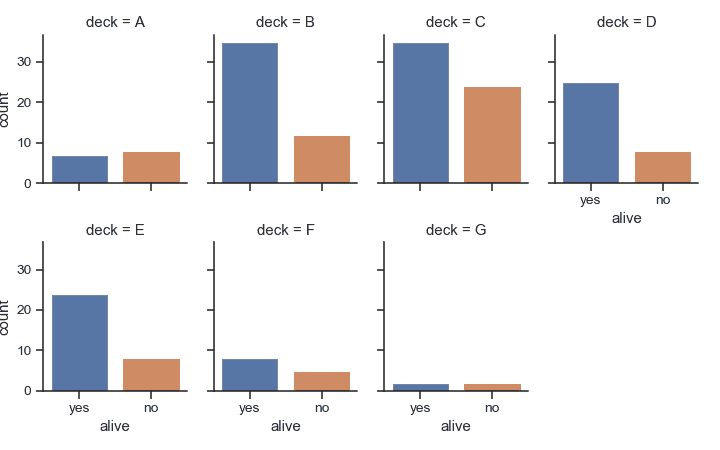 deck = A
deck = B
deck = C
deck = D
count
30
20
10
0
yes
no
alive
deck = E
deck = F
deck = G
count
30
20
10
0
yes
no
yes
no
yes
no
alive
alive
alive